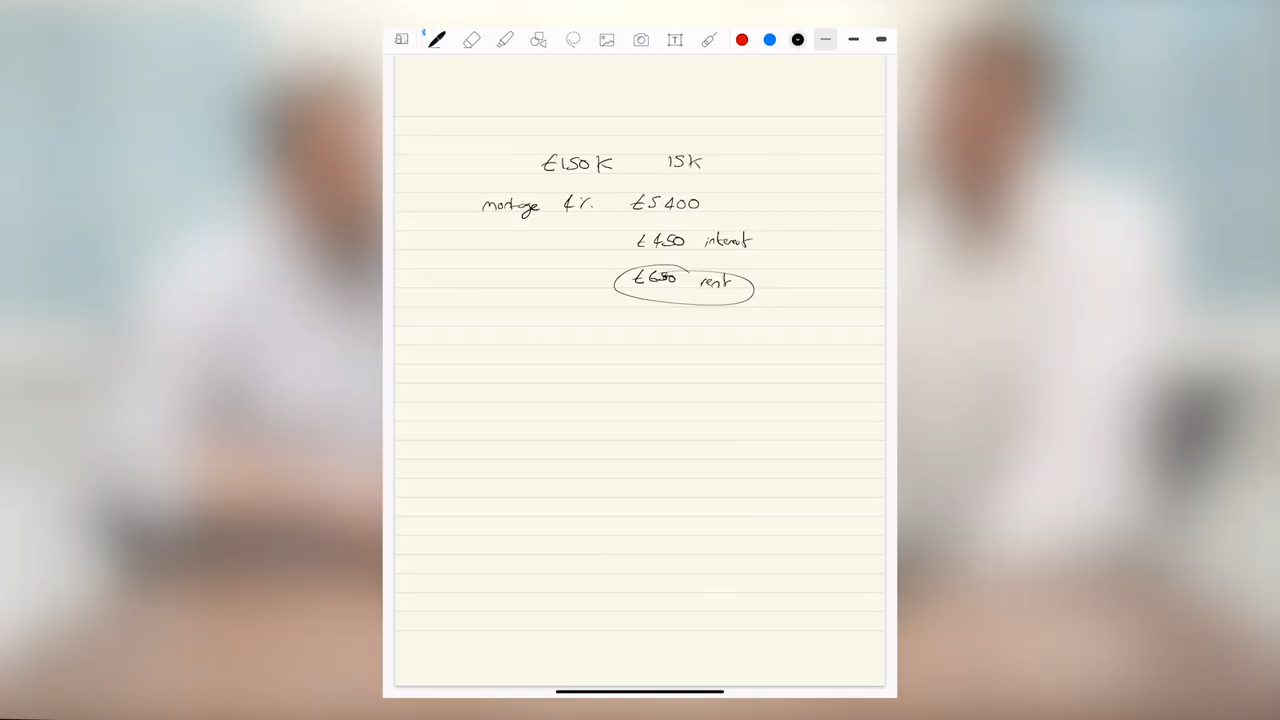 £150K 15K
mortage 4% £5400
£450 interest
£650 rent